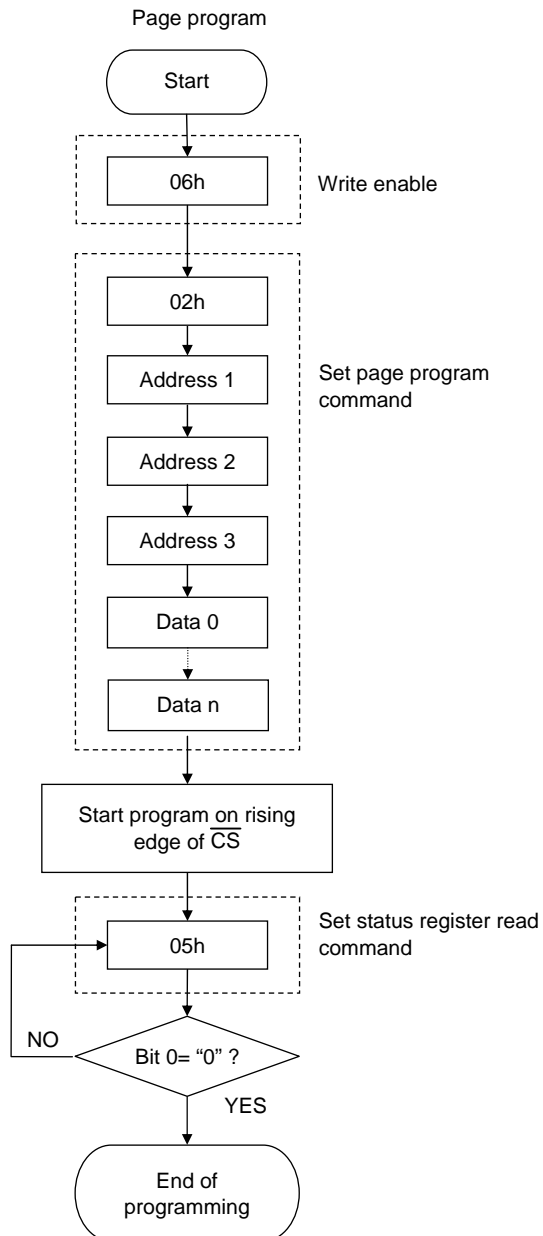 Page program
Start
06h
Write enable
02h
Address 1
Set page program
command
Address 2
Address 3
Data 0
Data n
Start program on rising
edge of C̅S̅
Set status register read
command
05h
NO
Bit 0= “0” ?
YES
End of
programming